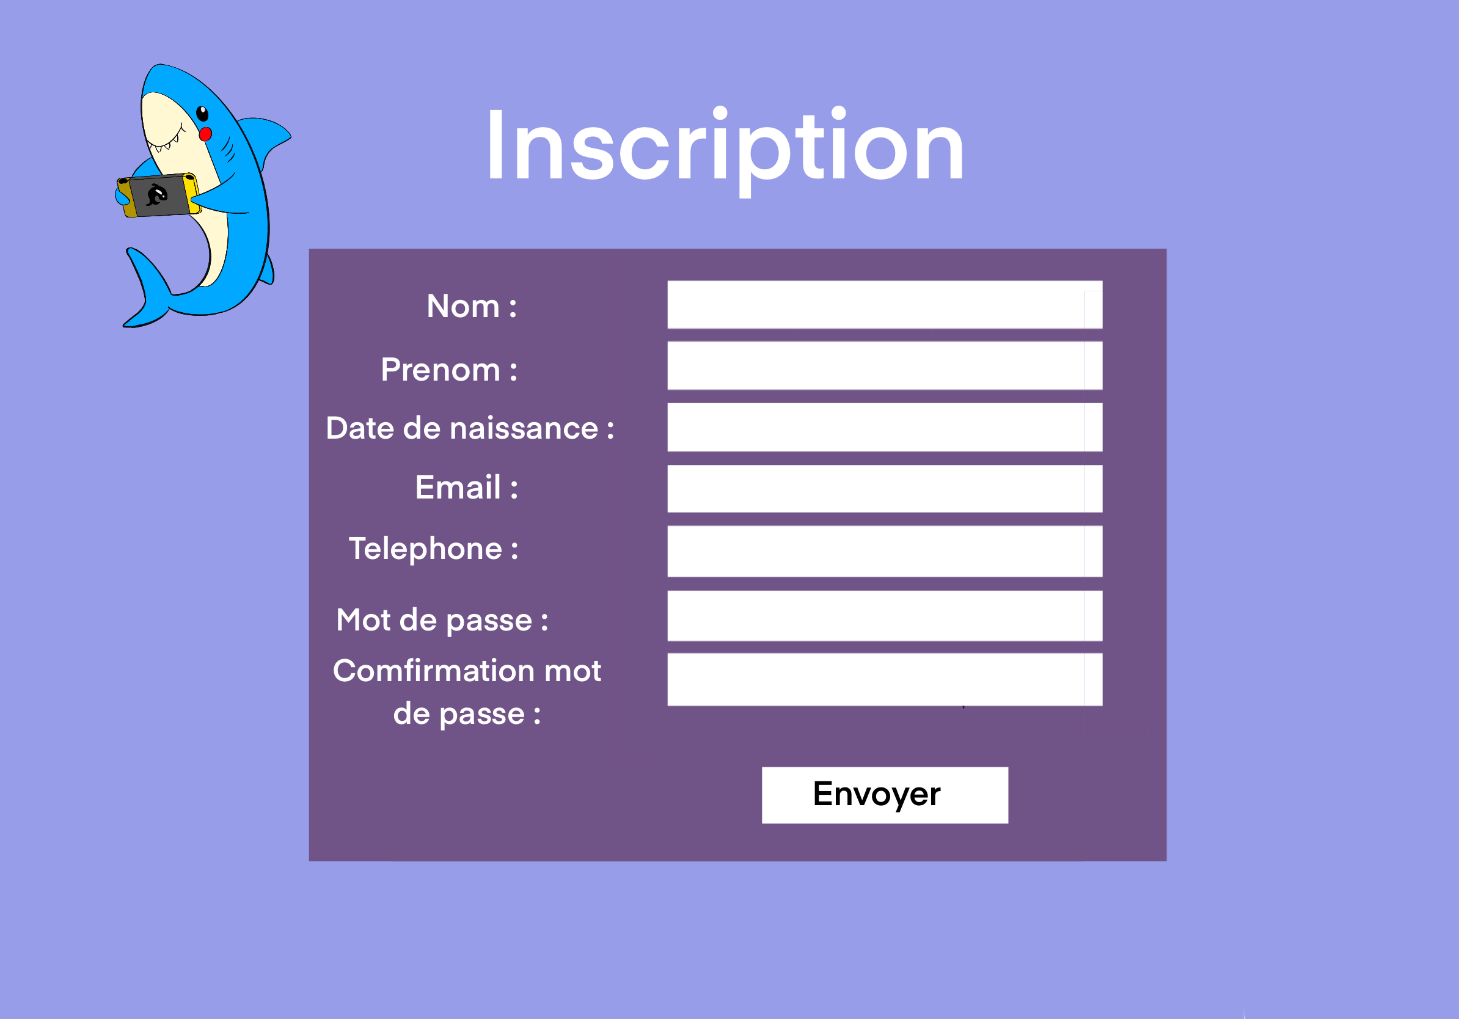 Inscription
Nom :
Prenom :
Date de naissance :
Email :
Telephone :
Mot de passe :
Comfirmation mot
de passe :
Envoyer